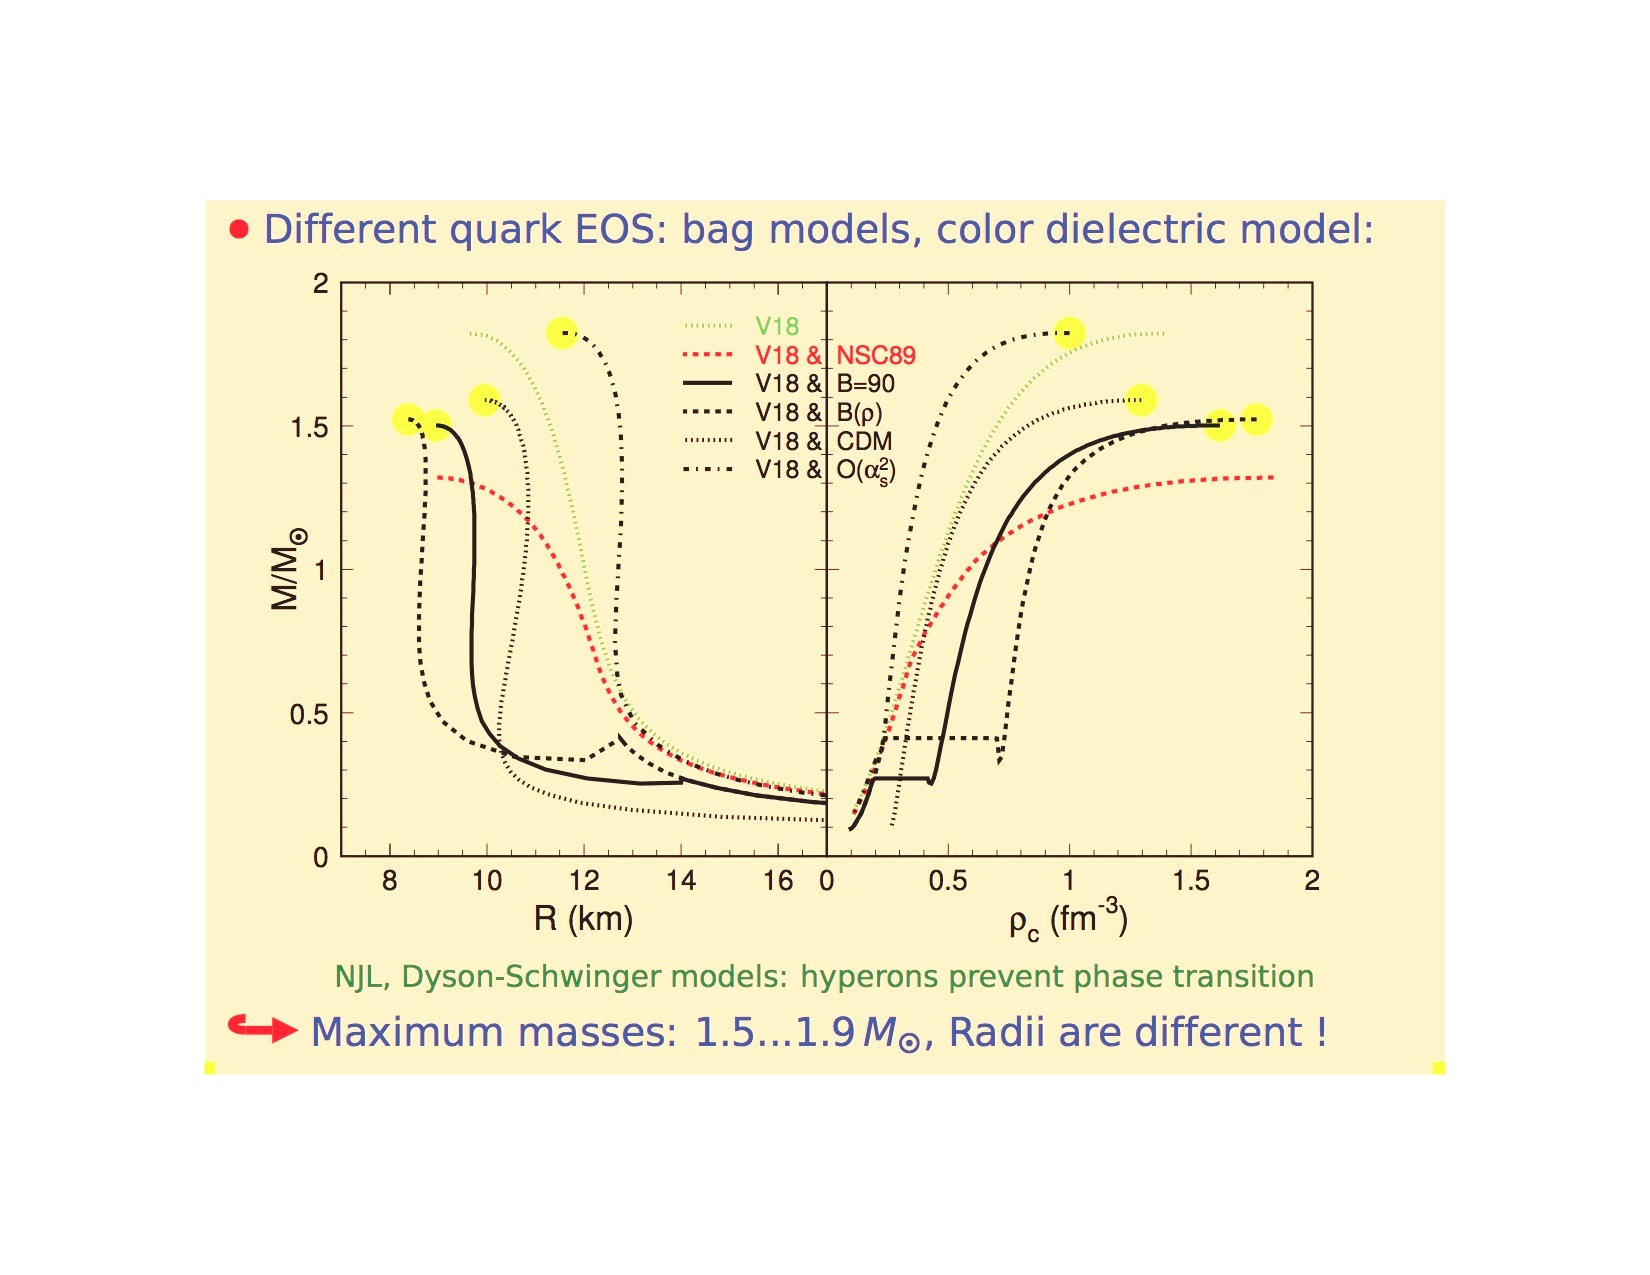 Different quark EOS: bag models, color dielectric model:
2
1.5
1
0.5
0
M/M⊙
V18
V18 & NSC89
V18 & B=90
V18 & B(ρ)
V18 & CDM
V18 & O(αs²)
8 10 12 14 16 0 0.5 1 1.5 2
R (km) ρc (fm⁻³)
NJL, Dyson-Schwinger models: hyperons prevent phase transition
Maximum masses: 1.5...1.9 M⊙, Radii are different !